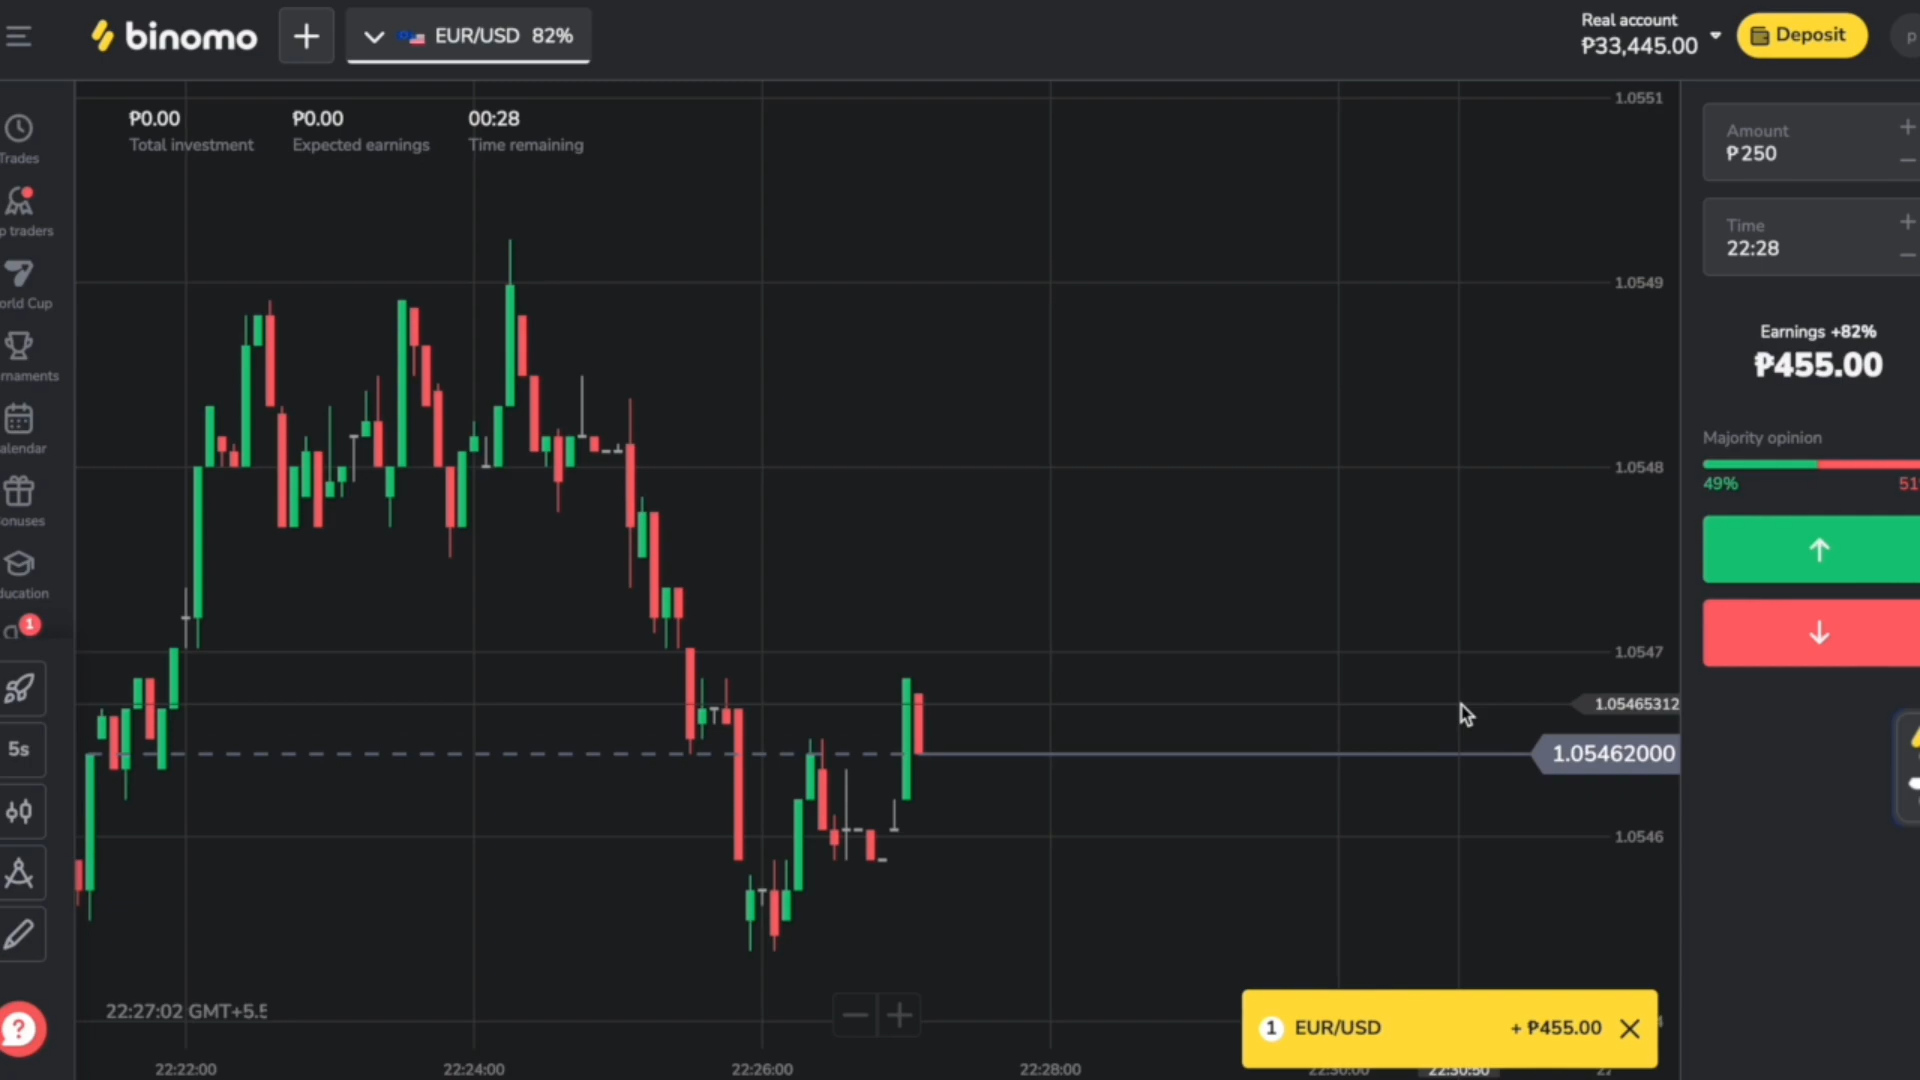 binomo
EUR/USD 82%
Real account
₱33,445.00
Deposit
₱0.00
Total investment
₱0.00
Expected earnings
00:28
Time remaining
1.0551
1.0549
1.0548
1.0547
1.05465312
1.05462000
1.0546
Trades
p traders
orld Cup
rnaments
alendar
onuses
ducation
1
5s
?
Amount
₱250
Time
22:28
Earnings +82%
₱455.00
Majority opinion
49%
51
22:27:02 GMT+5.5
1 EUR/USD + ₱455.00
22:22:00
22:24:00
22:26:00
22:28:00
22:30:00
22:30:50